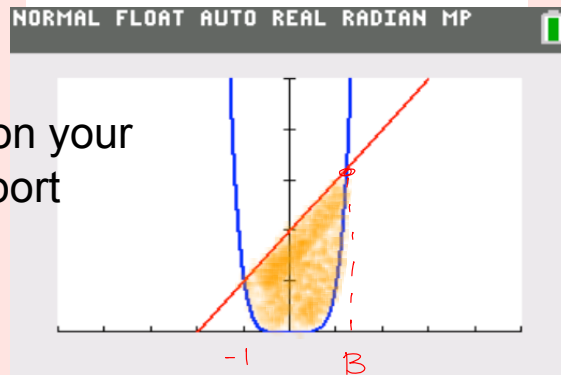 NORMAL FLOAT AUTO REAL RADIAN MP
on your
port
-1
B